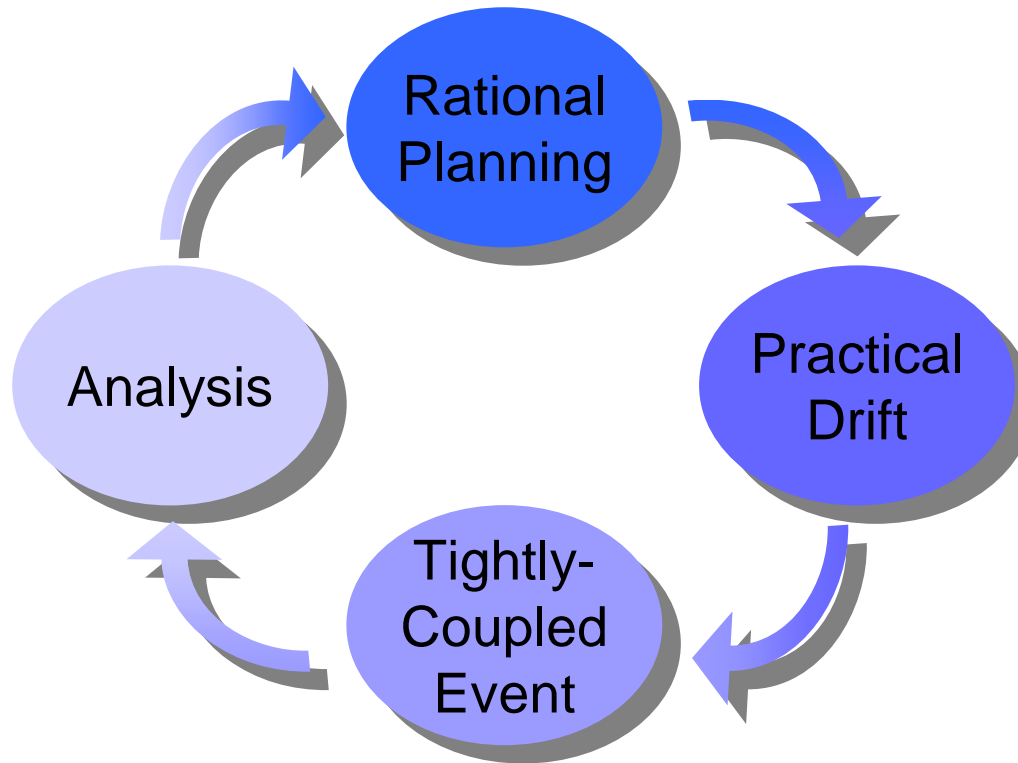 Rational
Planning
Practical
Drift
Tightly-
Coupled
Event
Analysis